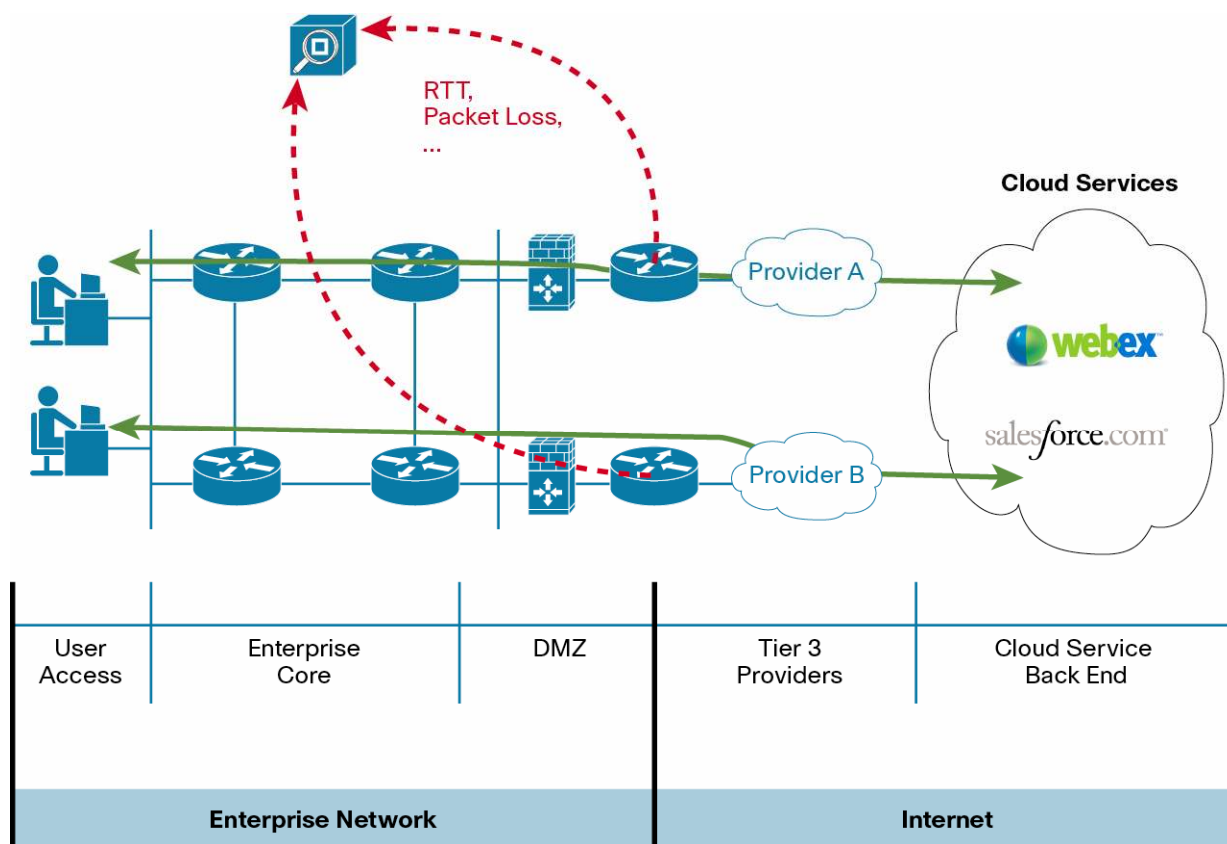 RTT,
Packet Loss,
...
Cloud Services
Provider A
webex™
salesforce.com®
Provider B
User
Access
Enterprise
Core
DMZ
Tier 3
Providers
Cloud Service
Back End
Enterprise Network
Internet